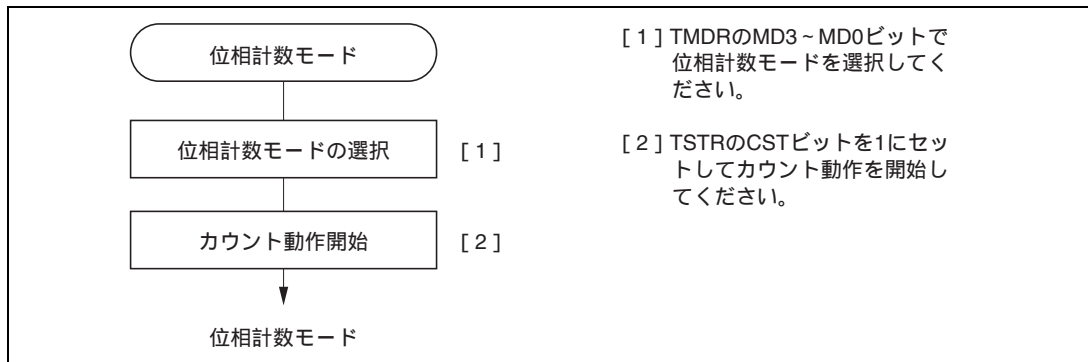 位相計数モード
位相計数モードの選択
[ 1 ]
カウント動作開始
[ 2 ]
位相計数モード
[ 1 ] TMDRのMD3～MD0ビットで
位相計数モードを選択してく
ださい。
[ 2 ] TSTRのCSTビットを1にセッ
トしてカウント動作を開始し
てください。